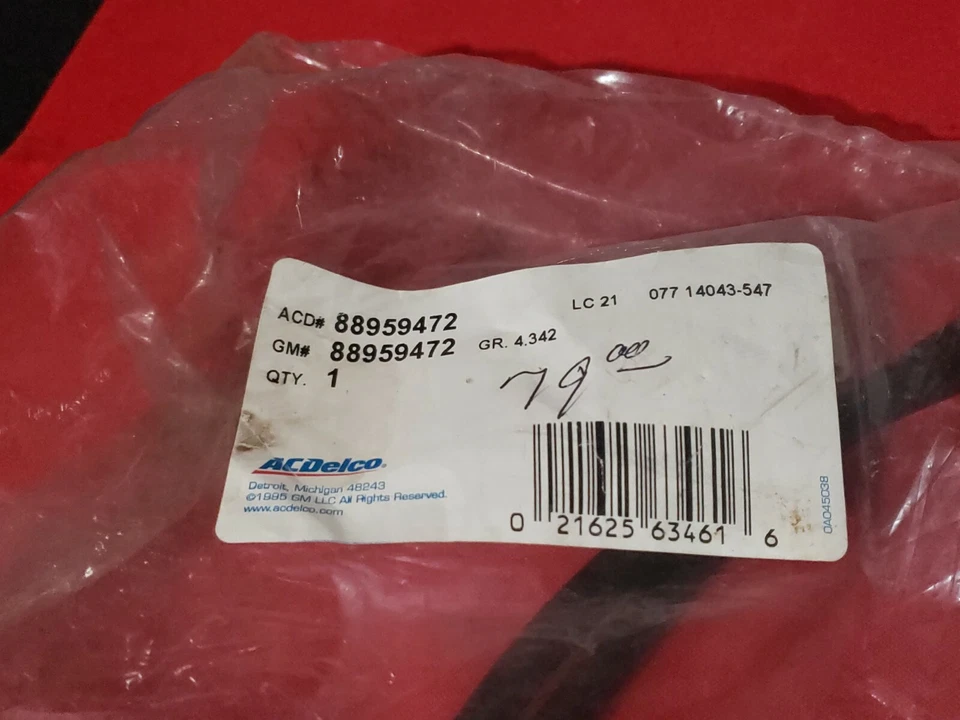 LC 21 077 14043-547
ACD# 88959472
GM# 88959472 GR. 4.342
QTY. 1
79.00
ACDelco
Detroit, Michigan 48243
©1995 GM LLC All Rights Reserved.
www.acdelco.com
0 21625 63461 6
0A045038